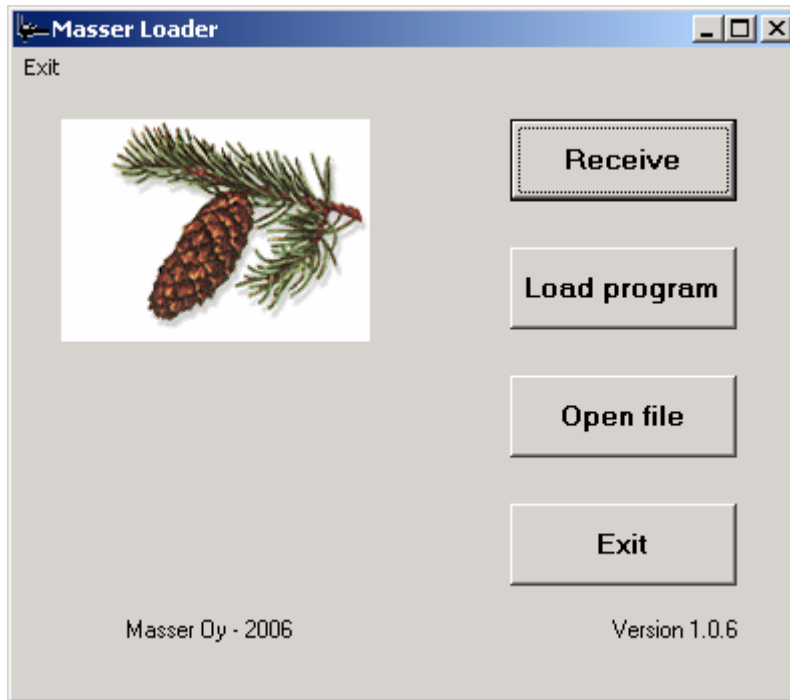 Masser Loader
Exit
Receive
Load program
Open file
Exit
Masser Oy - 2006
Version 1.0.6